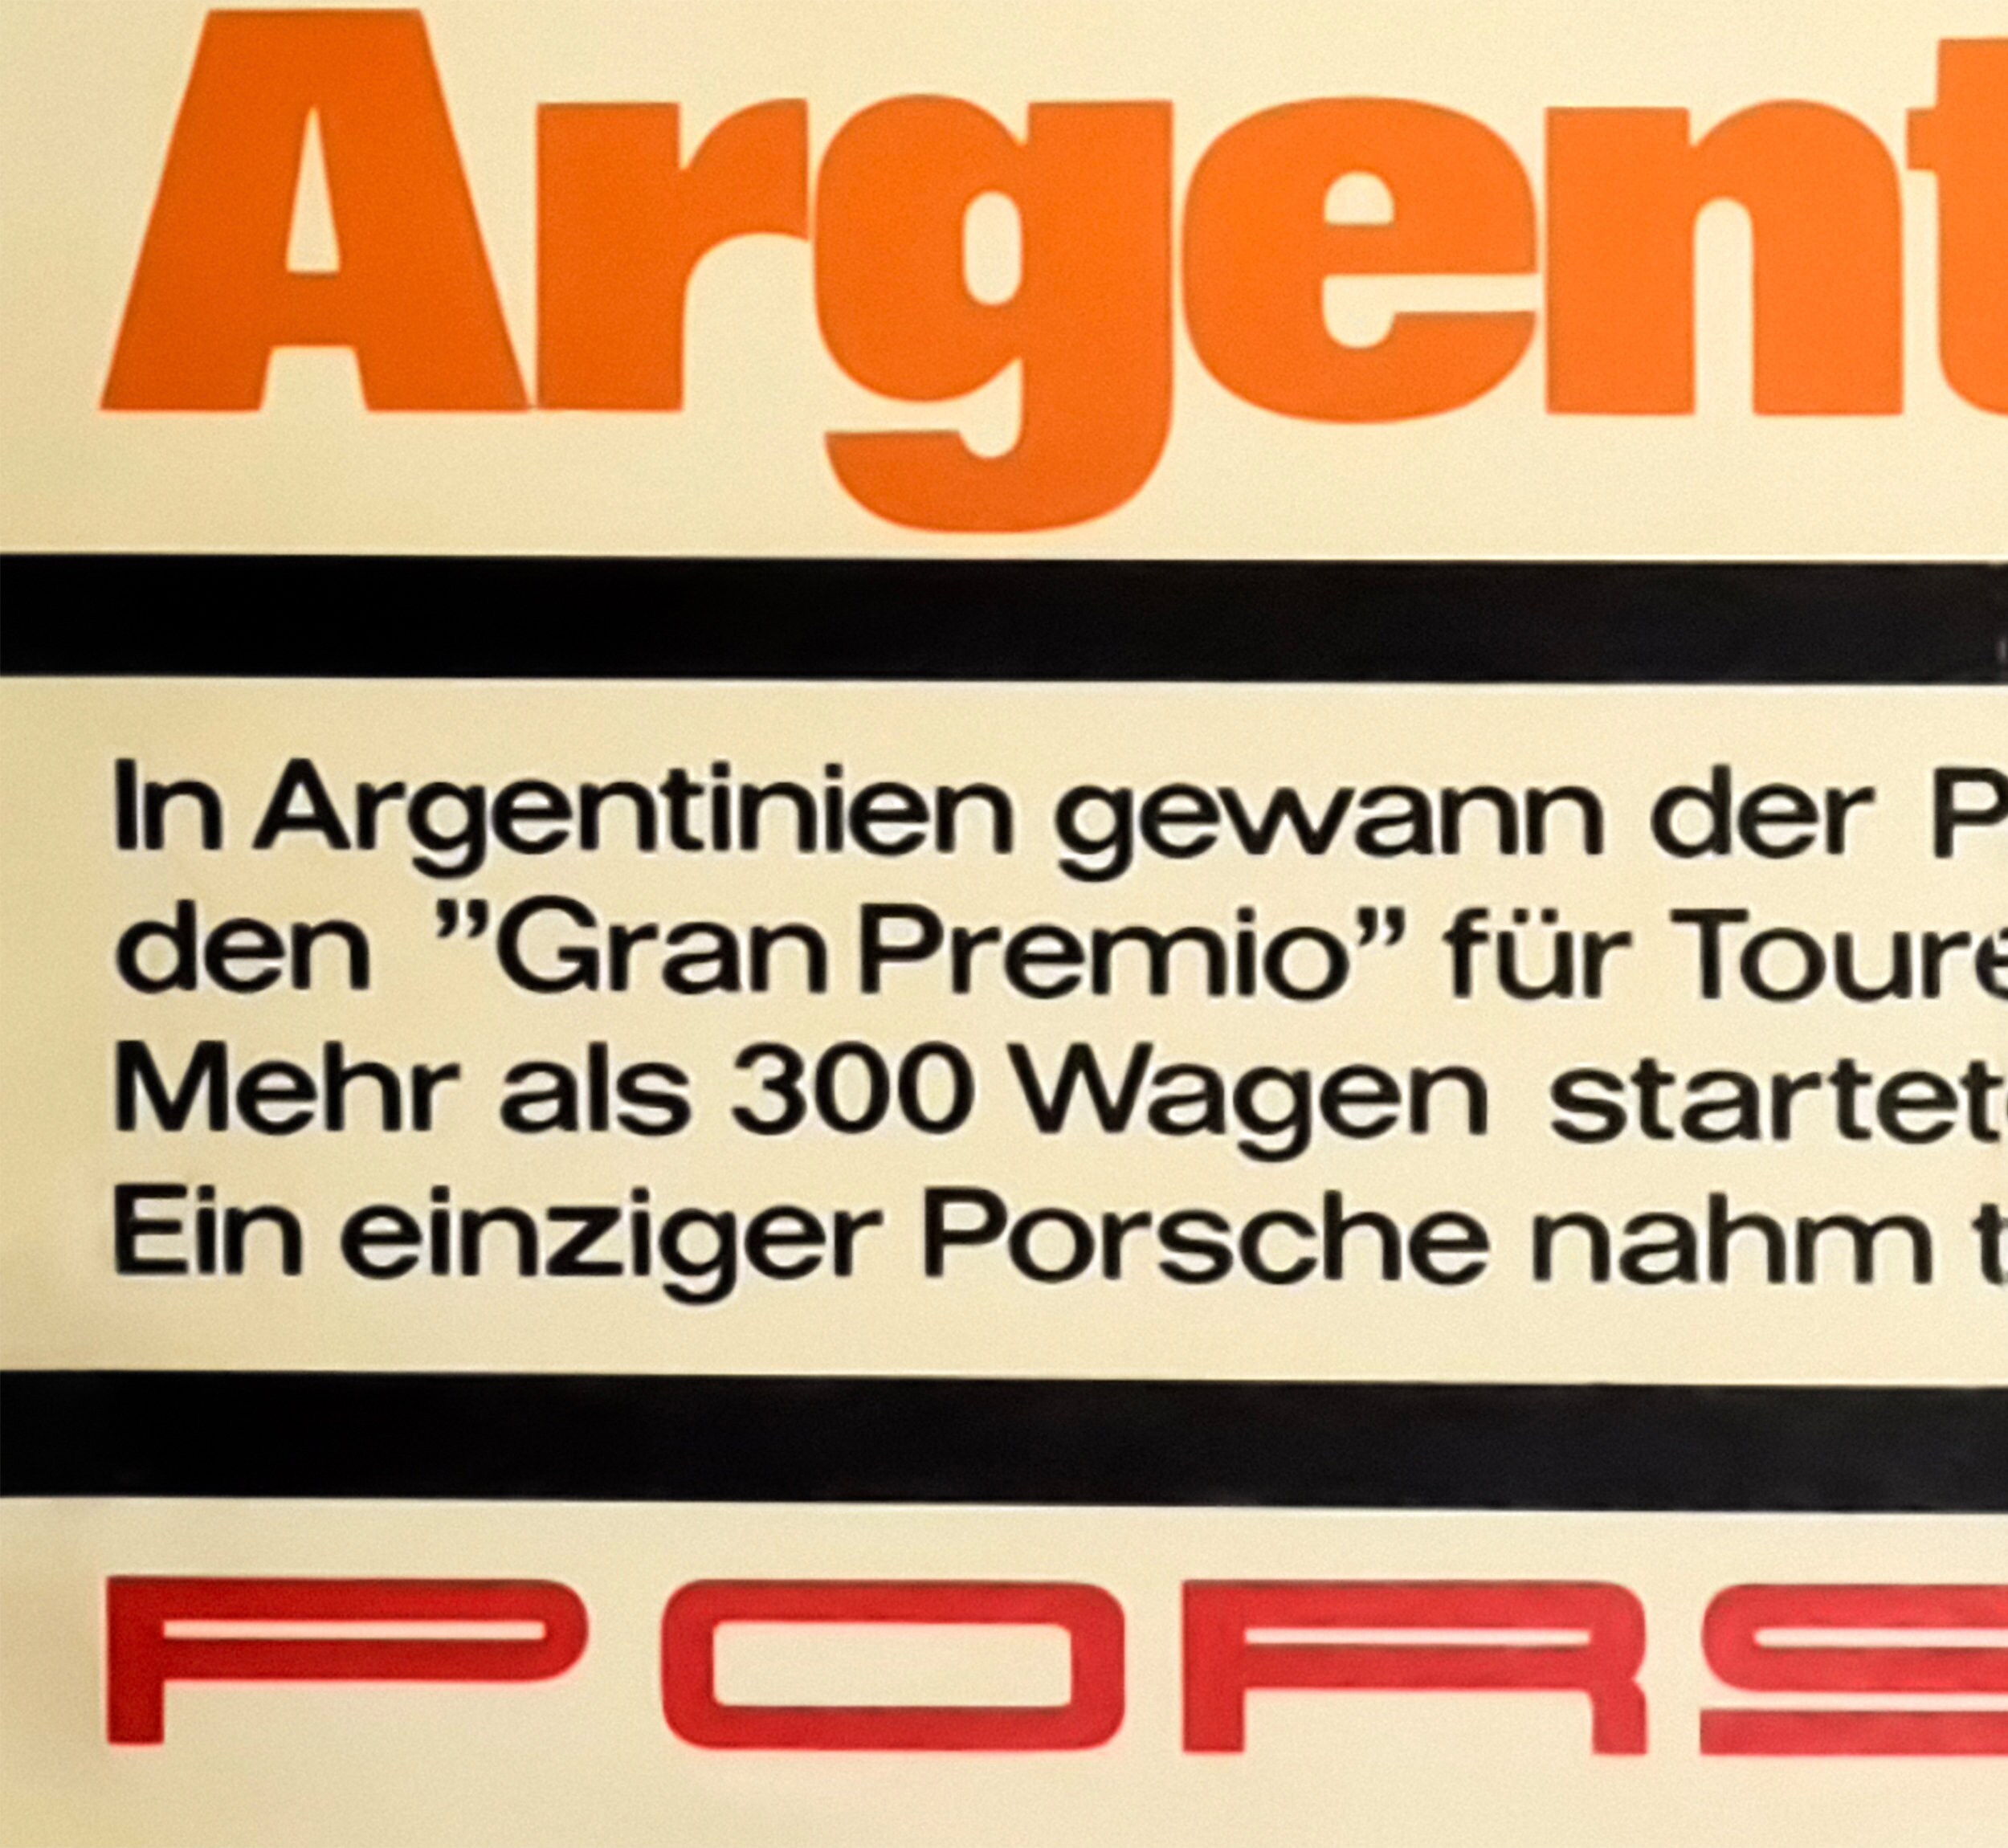 Argent
In Argentinien gewann der P
den ”Gran Premio” für Toure
Mehr als 300 Wagen startet
Ein einziger Porsche nahm t
PORS